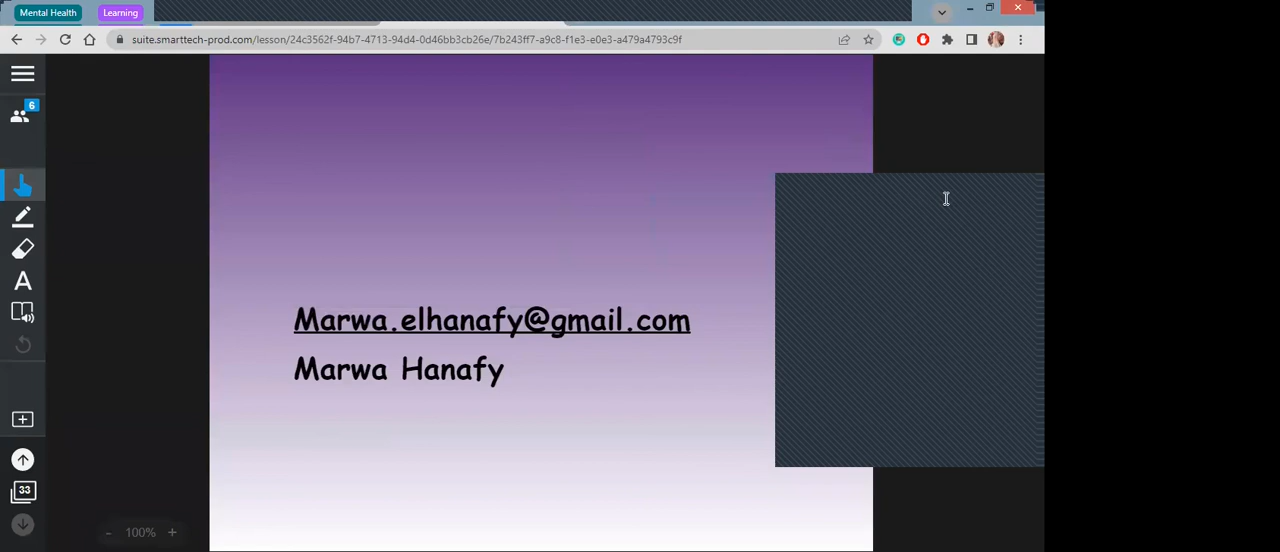 Mental Health Learning
suite.smarttech-prod.com/lesson/24c3562f-94b7-4713-94d4-0d46bb3cb26e/7b243ff7-a9c8-f1e3-e0e3-a479a4793c9f
6
A
Marwa.elhanafy@gmail.com
Marwa Hanafy
33
- 100% +